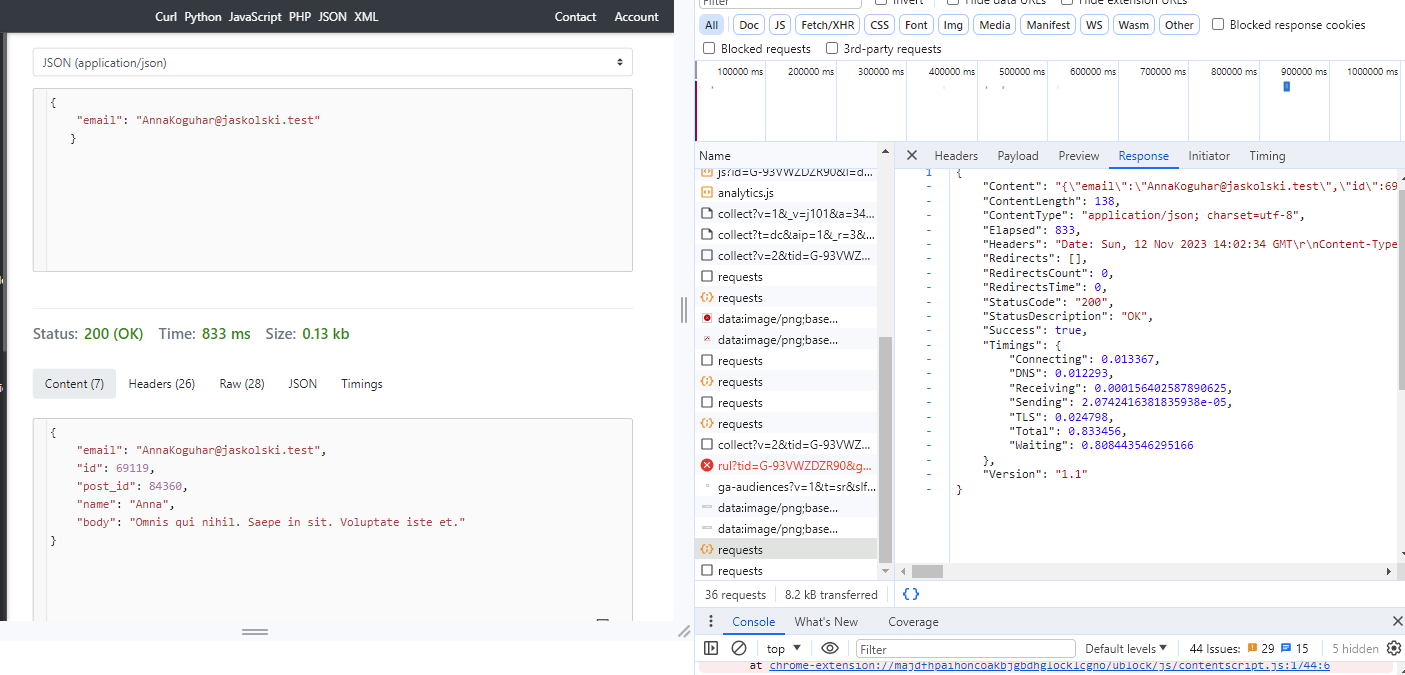 Curl Python JavaScript PHP JSON XML Contact Account
JSON (application/json)
{
"email": "AnnaKoguhar@jaskolski.test"
}
Status: 200 (OK) Time: 833 ms Size: 0.13 kb
Content (7) Headers (26) Raw (28) JSON Timings
{
"email": "AnnaKoguhar@jaskolski.test",
"id": 69119,
"post_id": 84360,
"name": "Anna",
"body": "Omnis qui nihil. Saepe in sit. Voluptate iste et."
}
Filter Invert Hide data URLs Hide extension URLs
All Doc JS Fetch/XHR CSS Font Img Media Manifest WS Wasm Other Blocked response cookies
Blocked requests 3rd-party requests
100000 ms 200000 ms 300000 ms 400000 ms 500000 ms 600000 ms 700000 ms 800000 ms 900000 ms 1000000 ms
Name
js?id=G-93VWZDZR90&l=d...
analytics.js
collect?v=1&_v=j101&a=34...
collect?t=dc&aip=1&_r=3&...
collect?v=2&tid=G-93VWZ...
requests
requests
data:image/png;base...
data:image/png;base...
requests
requests
requests
requests
collect?v=2&tid=G-93VWZ...
rul?tid=G-93VWZDZR90&g...
ga-audiences?v=1&t=sr&slf...
data:image/png;base...
data:image/png;base...
requests
requests
36 requests 8.2 kB transferred
Headers Payload Preview Response Initiator Timing
1 {
- "Content": "{\"email\":\"AnnaKoguhar@jaskolski.test\",\"id\":69
- "ContentLength": 138,
- "ContentType": "application/json; charset=utf-8",
- "Elapsed": 833,
- "Headers": "Date: Sun, 12 Nov 2023 14:02:34 GMT\r\nContent-Type
- "Redirects": [],
- "RedirectsCount": 0,
- "RedirectsTime": 0,
- "StatusCode": "200",
- "StatusDescription": "OK",
- "Success": true,
- "Timings": {
- "Connecting": 0.013367,
- "DNS": 0.012293,
- "Receiving": 0.000156402587890625,
- "Sending": 2.0742416381835938e-05,
- "TLS": 0.024798,
- "Total": 0.833456,
- "Waiting": 0.808443546295166
- },
- "Version": "1.1"
- }
{}
Console What's New Coverage
top Filter Default levels 44 Issues: 29 15 5 hidden
at chrome-extension://majdfhpaihoncoakbjgbdhglocklcgno/ublock/js/contentscript.js:1744:6